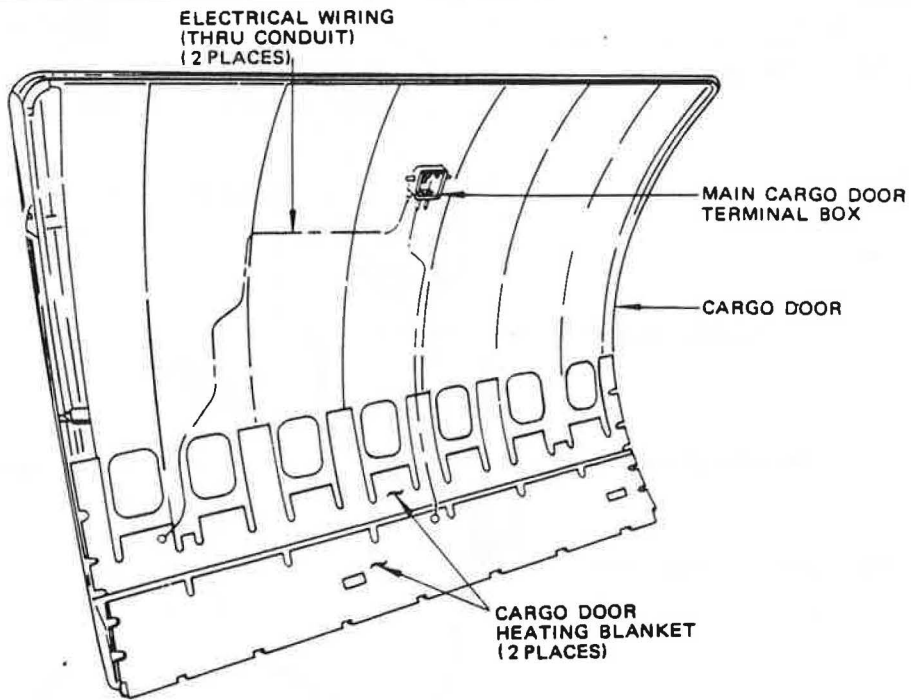 ELECTRICAL WIRING
(THRU CONDUIT)
(2 PLACES)
MAIN CARGO DOOR
TERMINAL BOX
CARGO DOOR
CARGO DOOR
HEATING BLANKET
(2 PLACES)